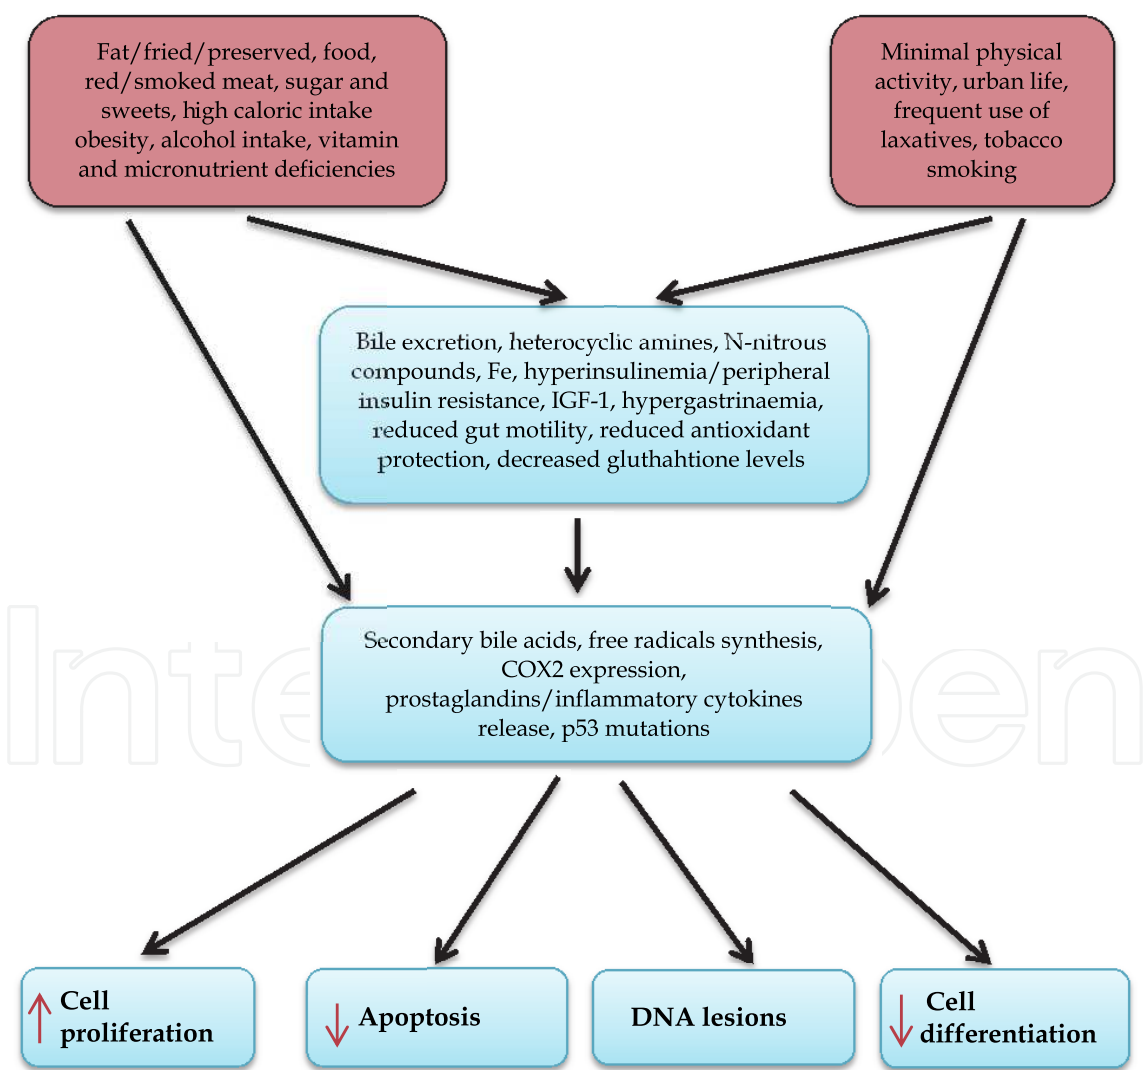 Fat/fried/preserved, food,
red/smoked meat, sugar and
sweets, high caloric intake
obesity, alcohol intake, vitamin
and micronutrient deficiencies
Minimal physical
activity, urban life,
frequent use of
laxatives, tobacco
smoking
Bile excretion, heterocyclic amines, N-nitrous
compounds, Fe, hyperinsulinemia/peripheral
insulin resistance, IGF-1, hypergastrinaemia,
reduced gut motility, reduced antioxidant
protection, decreased gluthahtione levels
Secondary bile acids, free radicals synthesis,
COX2 expression,
prostaglandins/inflammatory cytokines
release, p53 mutations
Cell
proliferation
Apoptosis
DNA lesions
Cell
differentiation